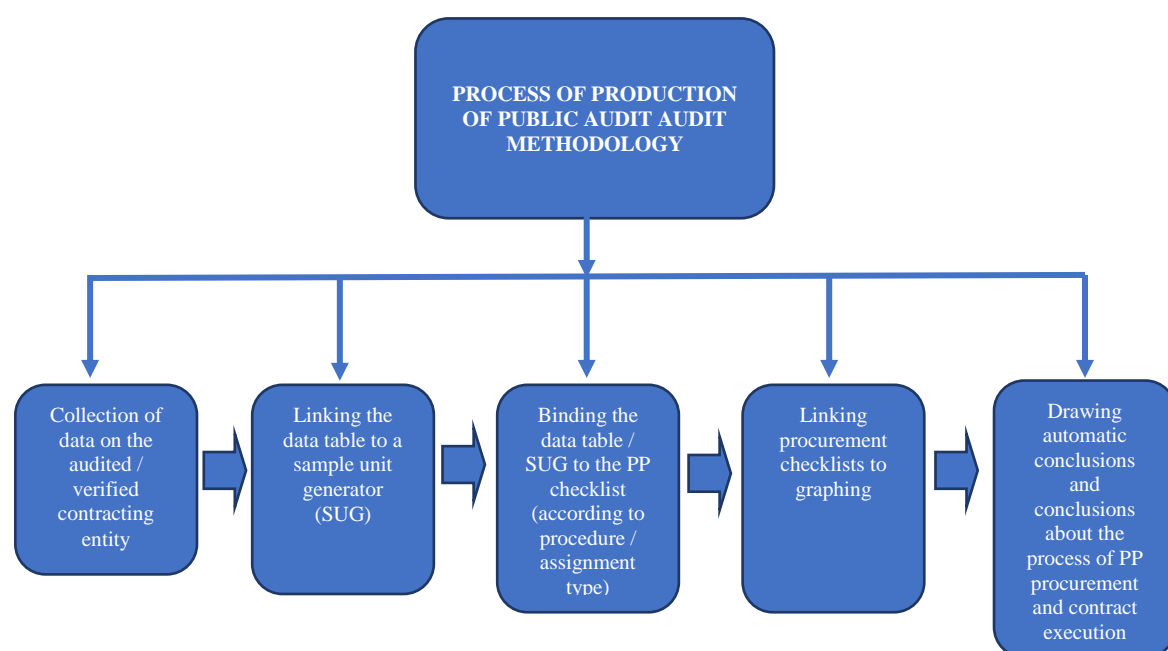 PROCESS OF PRODUCTION
OF PUBLIC AUDIT AUDIT
METHODOLOGY
Collection of
data on the
audited /
verified
contracting
entity
Linking the
data table to a
sample unit
generator
(SUG)
Binding the
data table /
SUG to the PP
checklist
(according to
procedure /
assignment
type)
Linking
procurement
checklists to
graphing
Drawing
automatic
conclusions
and
conclusions
about the
process of PP
procurement
and contract
execution